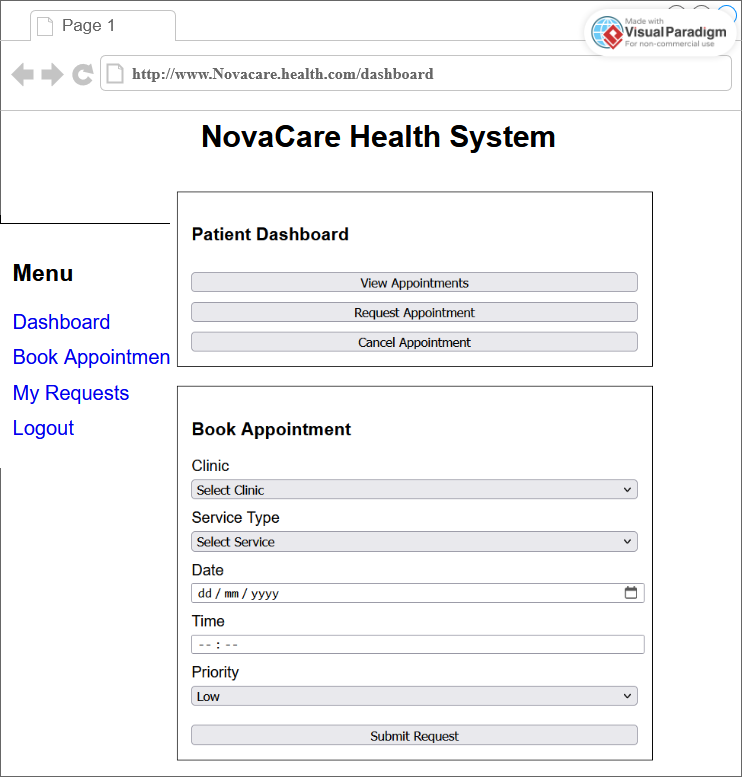 Page 1
Made with
Visual Paradigm
For non-commercial use
http://www.Novacare.health.com/dashboard
NovaCare Health System
Menu
Dashboard
Book Appointmen
My Requests
Logout
Patient Dashboard
View Appointments
Request Appointment
Cancel Appointment
Book Appointment
Clinic
Select Clinic
Service Type
Select Service
Date
dd / mm / yyyy
Time
-- : --
Priority
Low
Submit Request